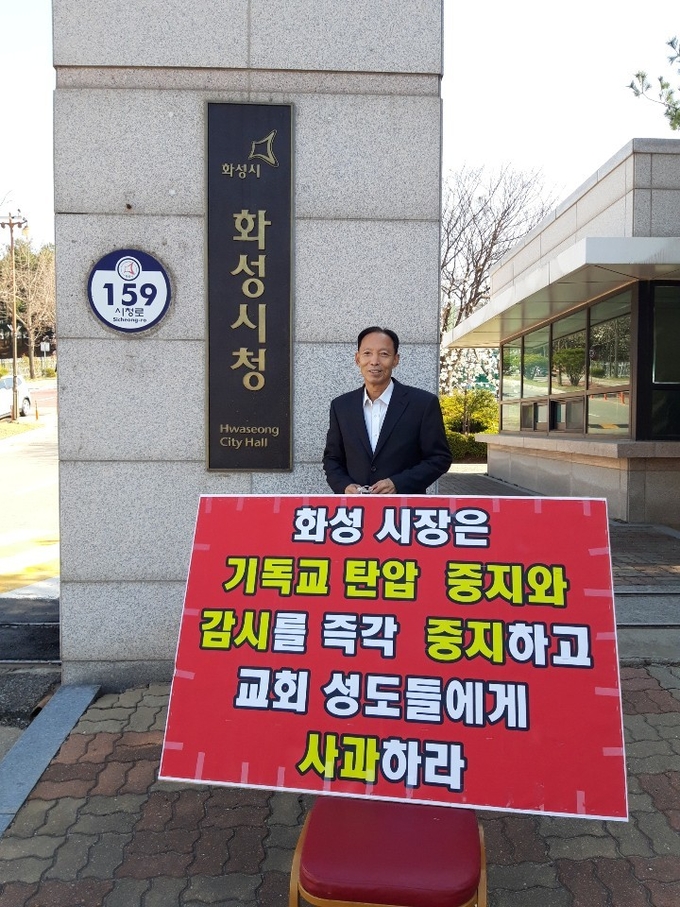 화성시
화성시청
Hwaseong
City Hall
159
시청로
Sicheong-ro
화성 시장은
기독교 탄압 중지와
감시를 즉각 중지하고
교회 성도들에게
사과하라